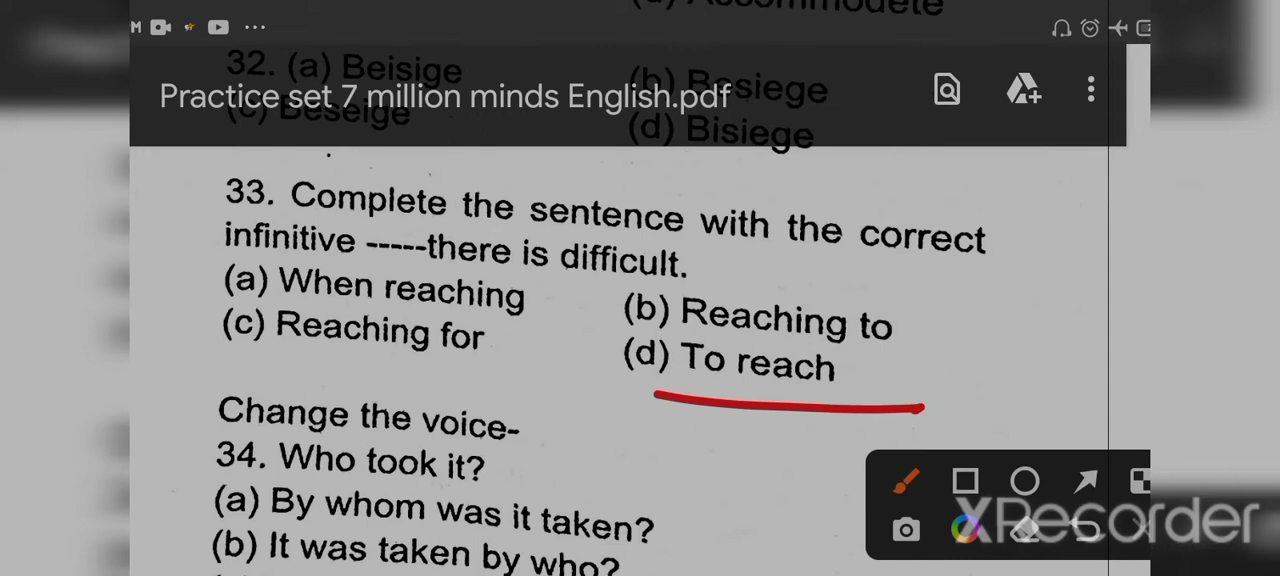 (d) Accommodete
32. (a) Beisige
(b) Besiege
Practice set 7 million minds English.pdf
(c) Beseige
(d) Bisiege
33. Complete the sentence with the correct
infinitive -----there is difficult.
(a) When reaching
(b) Reaching to
(c) Reaching for
(d) To reach
Change the voice-
34. Who took it?
(a) By whom was it taken?
(b) It was taken by who?
XRecorder